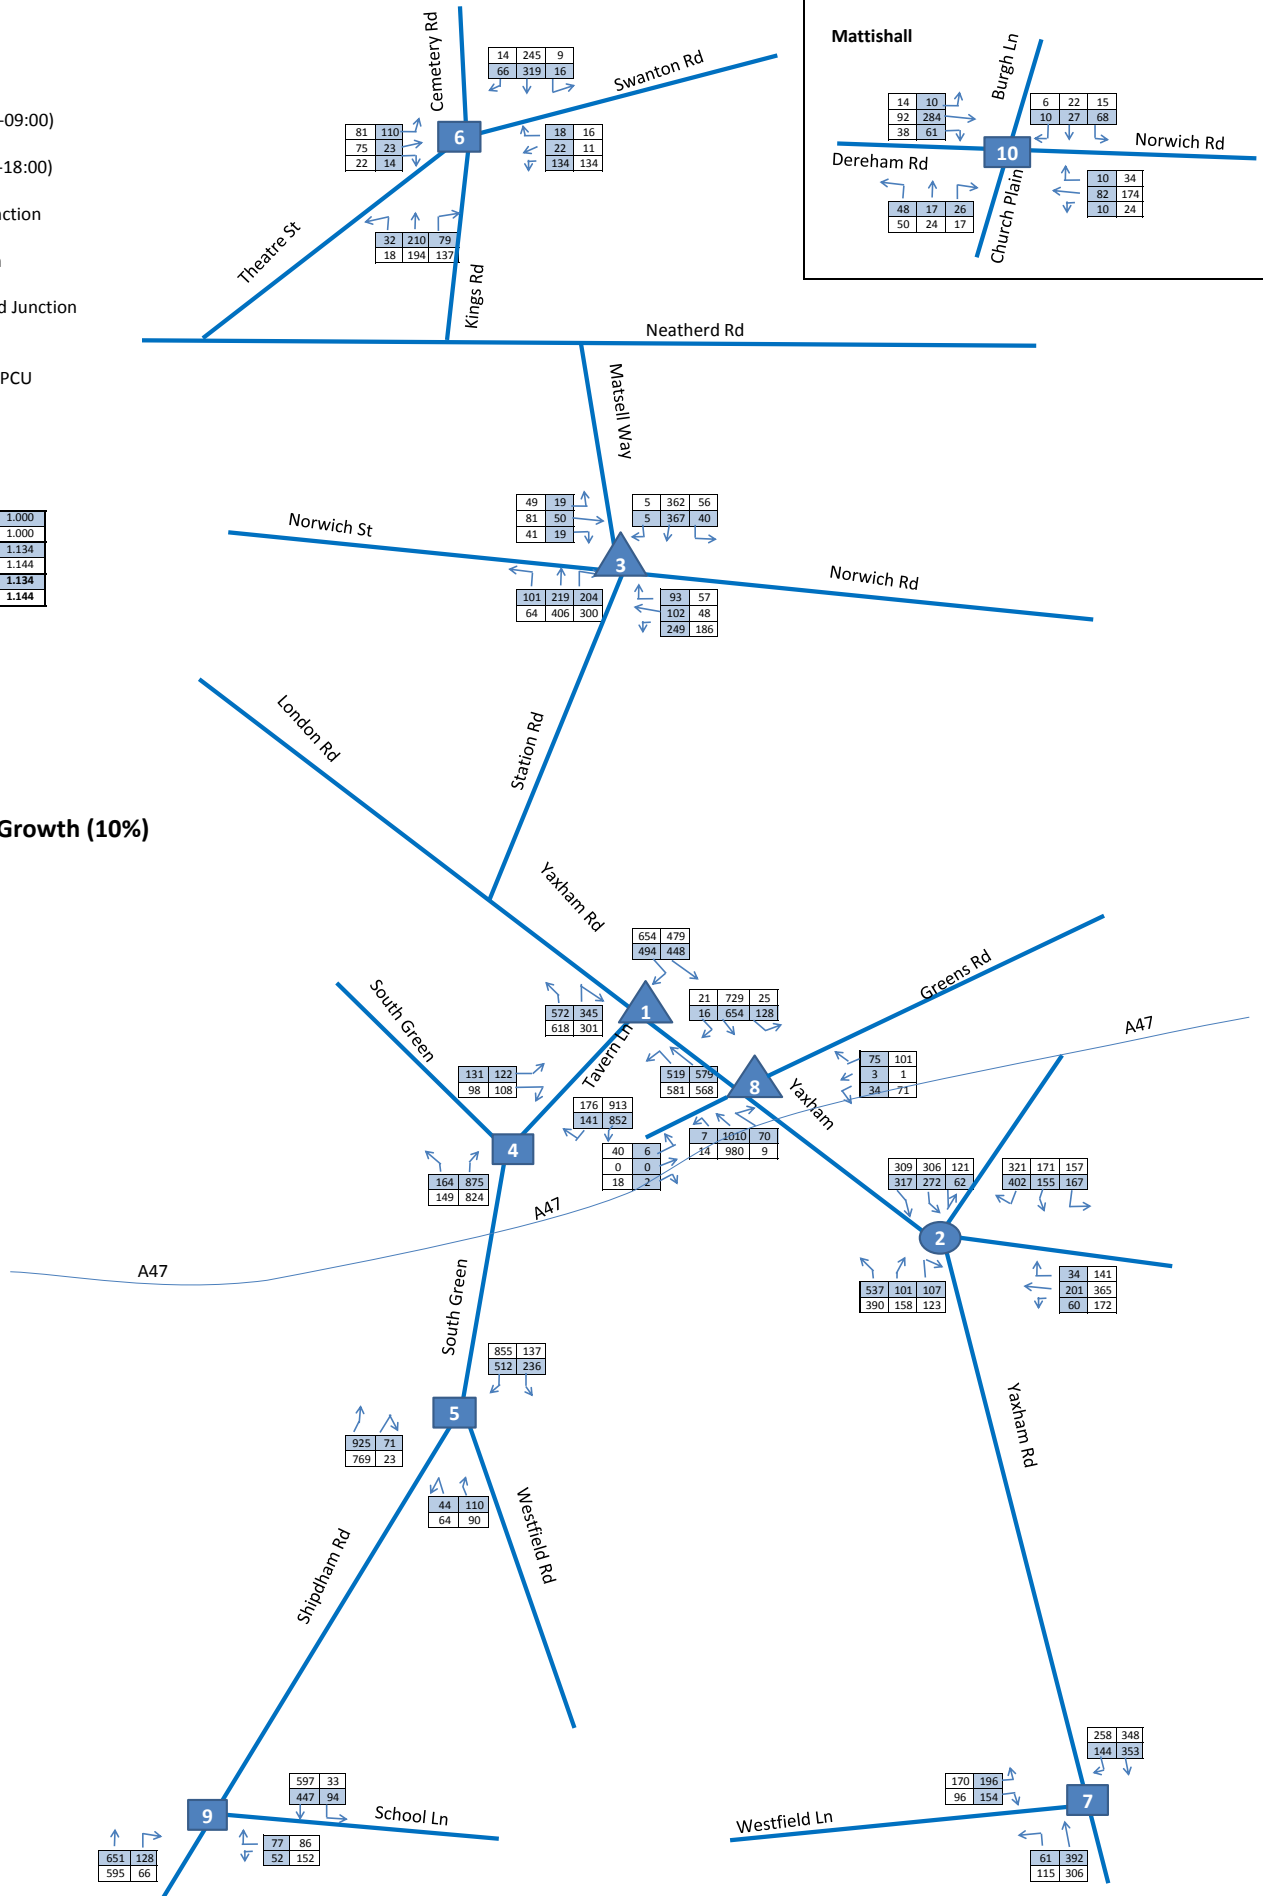 Mattishall
Burgh Ln
14 10
92 284
38 61
6 22 15
10 27 68
10
Norwich Rd
Dereham Rd
48 17 26
50 24 17
Church Plain
10 34
82 174
10 24
Cemetery Rd
14 245 9
66 319 16
Swanton Rd
-09:00)
81 110
75 23
22 14
6
18 16
22 11
134 134
-18:00)
ction
32 210 79
18 194 137
Theatre St
Kings Rd
d Junction
Neatherd Rd
PCU
Matsell Way
1.000
1.000
1.134
1.144
1.134
1.144
49 19
81 50
41 19
5 362 56
5 367 40
Norwich St
3
Norwich Rd
101 219 204
64 406 300
93 57
102 48
249 186
London Rd
Station Rd
Growth (10%)
Yaxham Rd
654 479
494 448
South Green
572 345
618 301
1
21 729 25
16 654 128
Greens Rd
A47
Tavern Ln
131 122
98 108
519 579
581 568
8
Yaxham
75 101
3 1
34 71
176 913
141 852
4
40 6
0 0
18 2
7 1010 70
14 980 9
164 875
149 824
309 306 121
317 272 62
321 171 157
402 155 167
A47
2
A47
537 101 107
390 158 123
34 141
201 365
60 172
South Green
855 137
512 236
5
925 71
769 23
44 110
64 90
Yaxham Rd
Westfield Rd
Shipdham Rd
258 348
144 353
597 33
447 94
170 196
96 154
7
9
School Ln
Westfield Ln
651 128
595 66
77 86
52 152
61 392
115 306